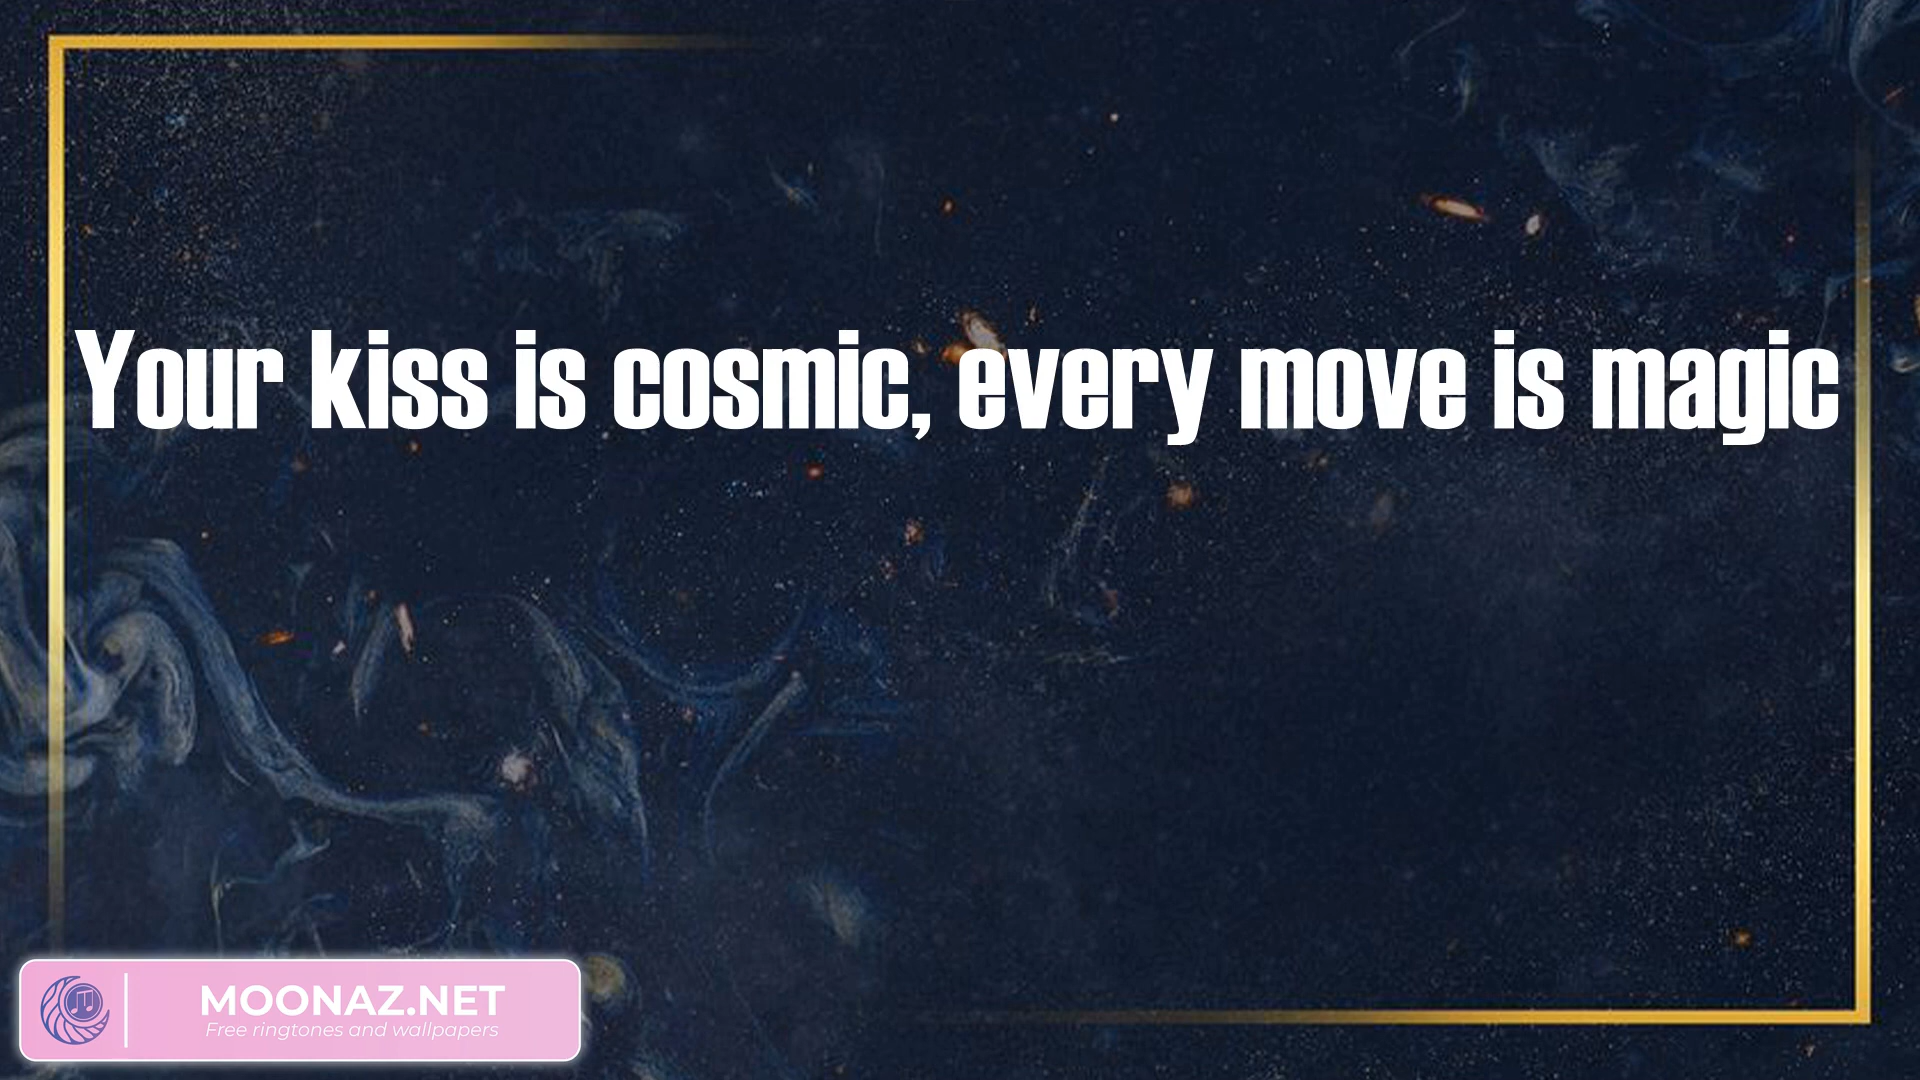 Your kiss is cosmic, every move is magic
MOONAZ.NET
Free ringtones and wallpapers